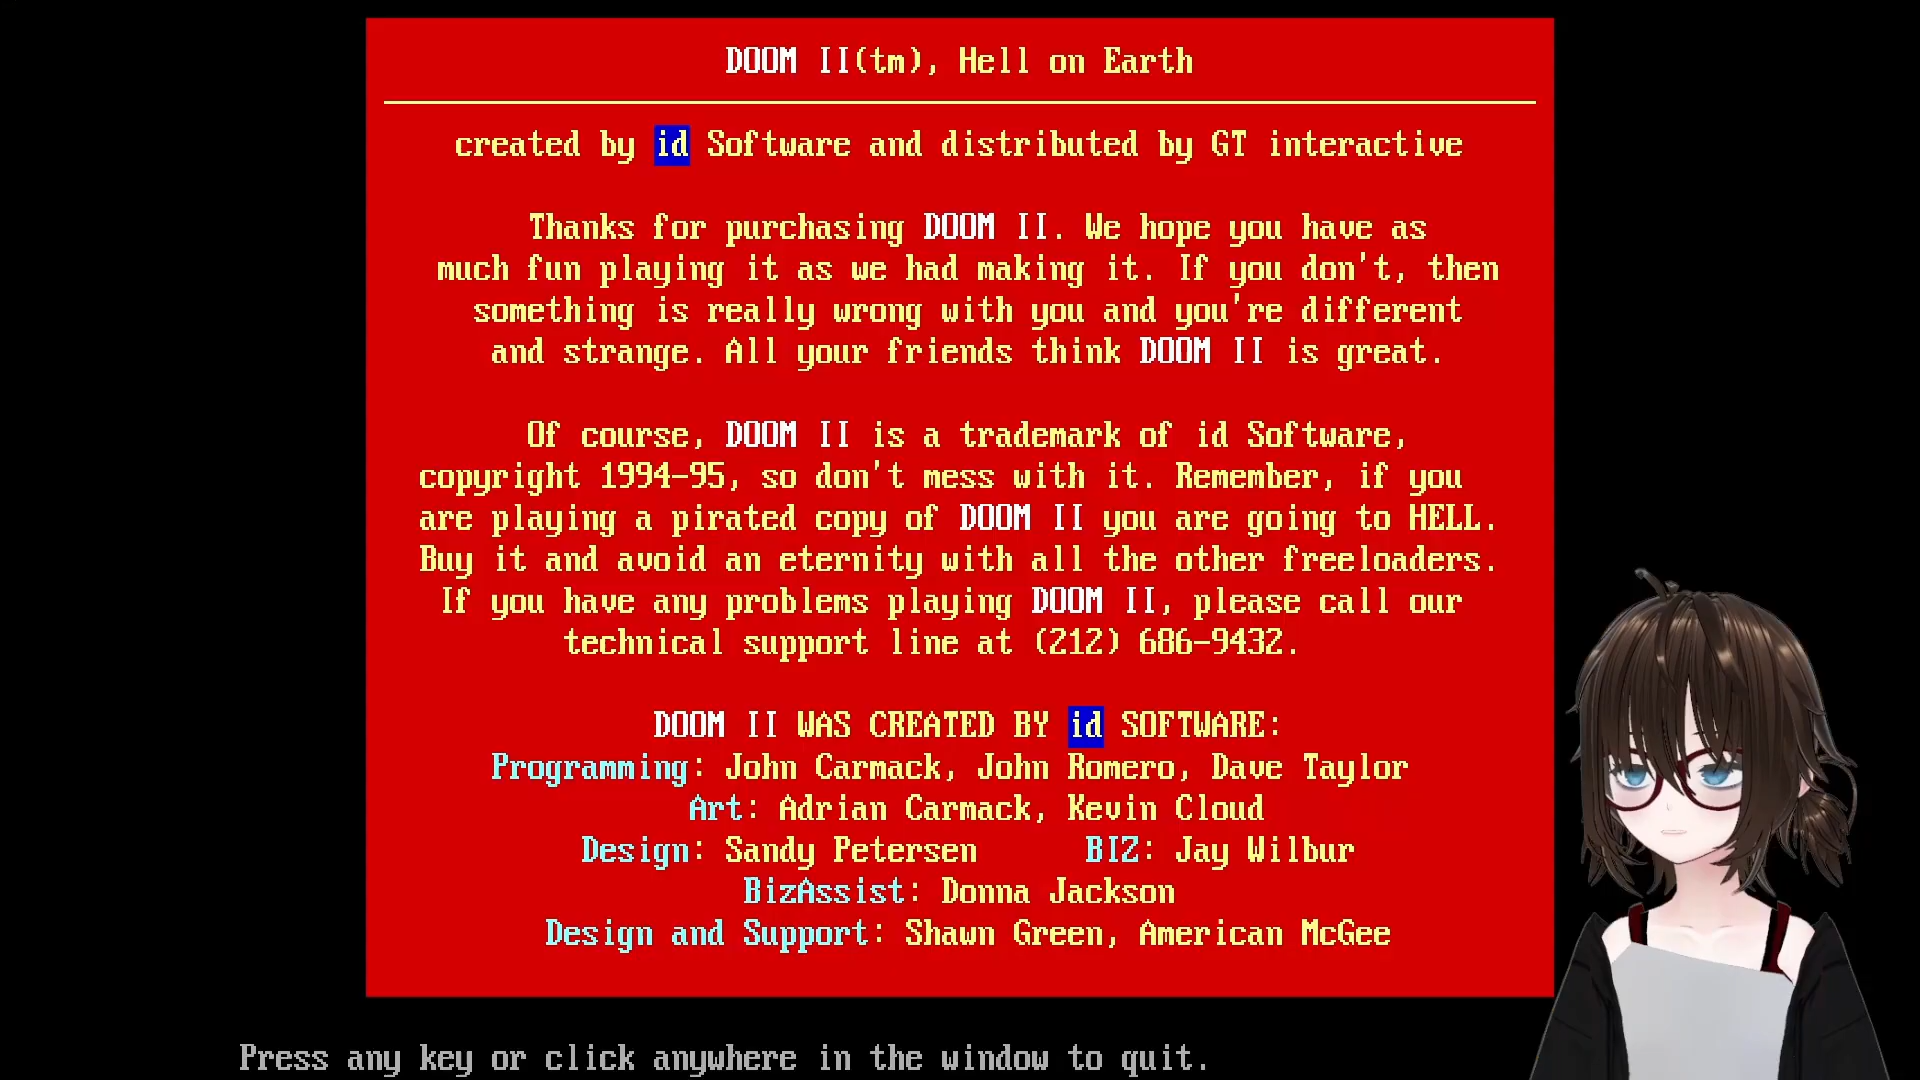 DOOM II(tm), Hell on Earth
created by id Software and distributed by GT interactive
Thanks for purchasing DOOM II. We hope you have as
much fun playing it as we had making it. If you don't, then
something is really wrong with you and you're different
and strange. All your friends think DOOM II is great.
Of course, DOOM II is a trademark of id Software,
copyright 1994-95, so don't mess with it. Remember, if you
are playing a pirated copy of DOOM II you are going to HELL.
Buy it and avoid an eternity with all the other freeloaders.
If you have any problems playing DOOM II, please call our
technical support line at (212) 686-9432.
DOOM II WAS CREATED BY id SOFTWARE:
Programming: John Carmack, John Romero, Dave Taylor
Art: Adrian Carmack, Kevin Cloud
Design: Sandy Petersen BIZ: Jay Wilbur
BizAssist: Donna Jackson
Design and Support: Shawn Green, American McGee
Press any key or click anywhere in the window to quit.